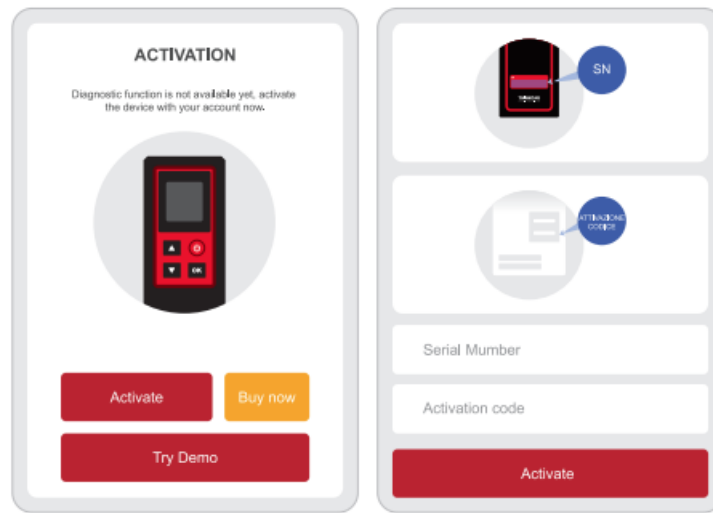 ACTIVATION
Diagnostic function is not available yet, activate
the device with your account now.
OK
Activate
Buy now
Try Demo
SN
ATTIVAZIONE
CODICE
Serial Mumber
Activation code
Activate